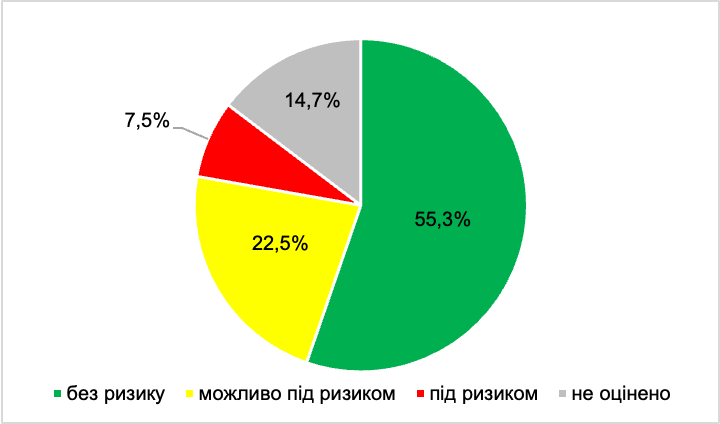 14,7%
7,5%
55,3%
22,5%
без ризику можливо під ризиком під ризиком не оцінено